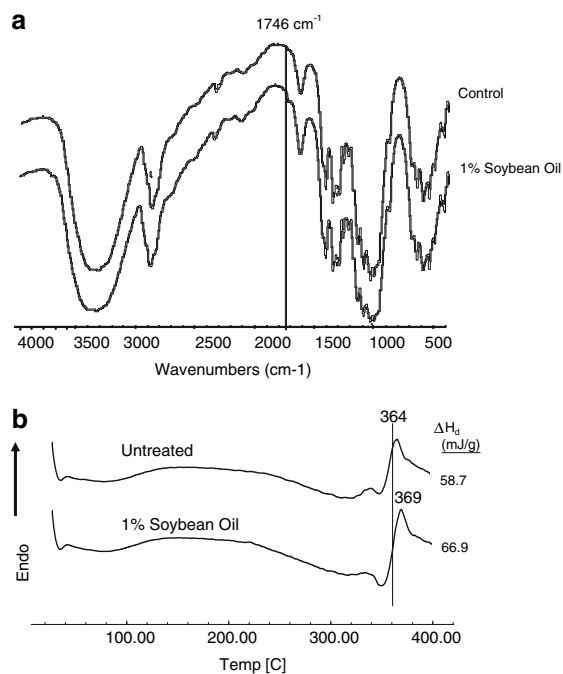 a
1746 cm-1
Control
1% Soybean Oil
4000 3500 3000 2500 2000 1500 1000 500
Wavenumbers (cm-1)
b
364
ΔHd
(mJ/g)
Untreated
58.7
369
1% Soybean Oil
66.9
Endo
100.00 200.00 300.00 400.00
Temp [C]